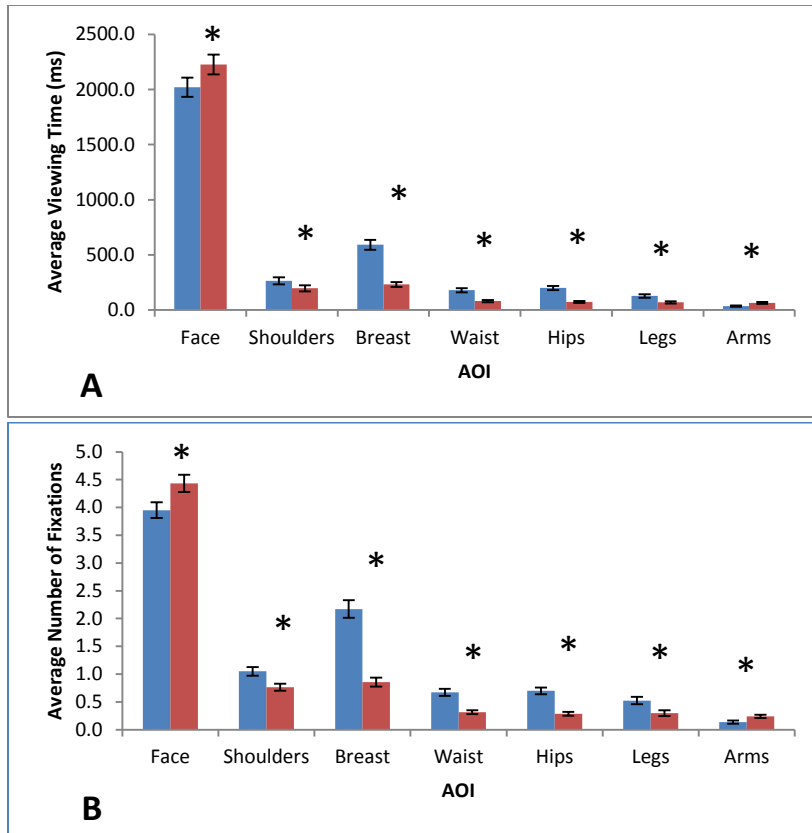 2500.0
2000.0
1500.0
1000.0
500.0
0.0
Average Viewing Time (ms)
* * * * * * *
Face Shoulders Breast Waist Hips Legs Arms
AOI
A
5.0
4.5
4.0
3.5
3.0
2.5
2.0
1.5
1.0
0.5
0.0
Average Number of Fixations
* * * * * * *
Face Shoulders Breast Waist Hips Legs Arms
AOI
B